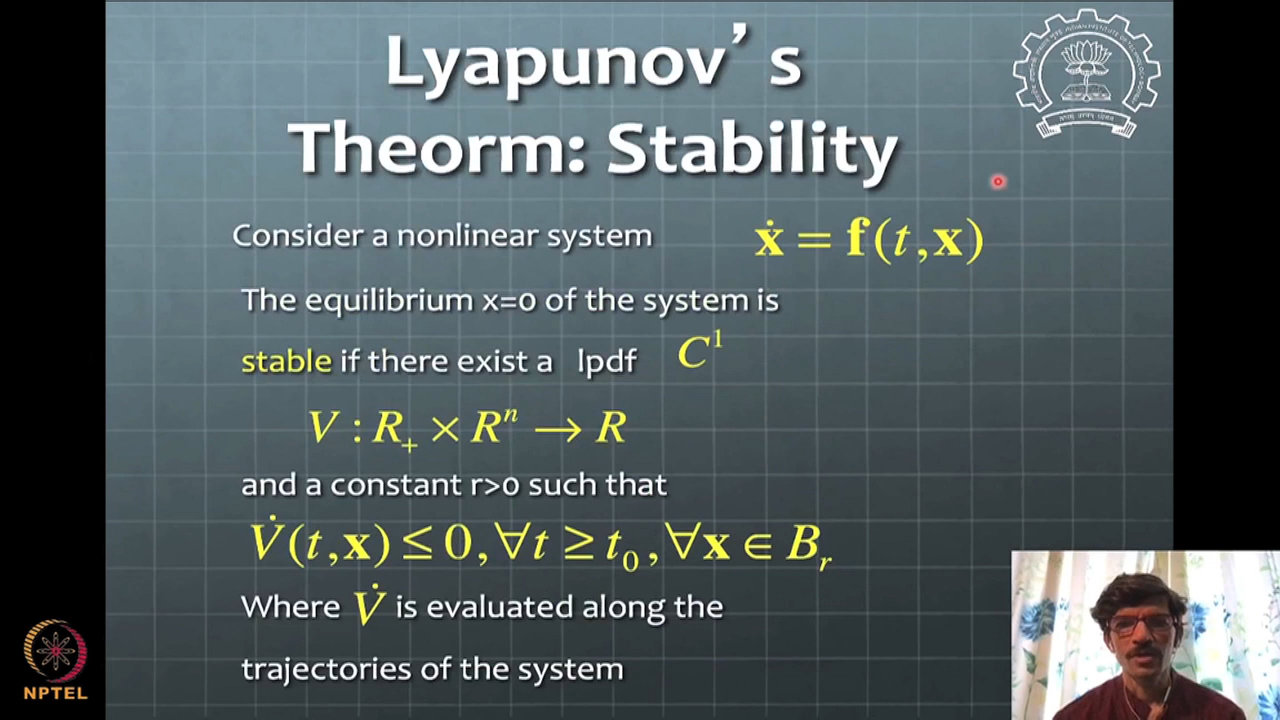 Lyapunov's
Theorm: Stability
Consider a nonlinear system ẋ = f(t,x)
The equilibrium x=0 of the system is
stable if there exist a lpdf C¹
V : R₊ × Rⁿ → R
and a constant r>0 such that
V̇(t,x) ≤ 0, ∀t ≥ t₀, ∀x ∈ Bᵣ
Where V̇ is evaluated along the
trajectories of the system
NPTEL